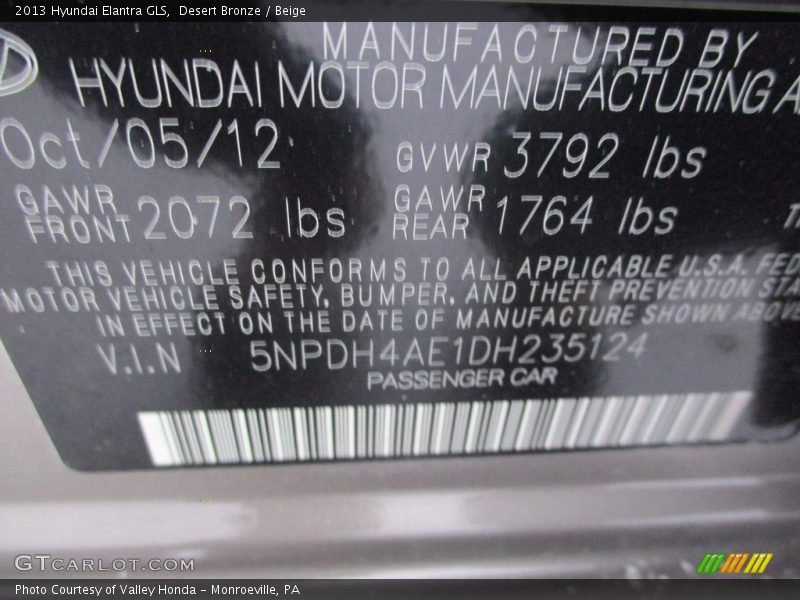 2013 Hyundai Elantra GLS, Desert Bronze / Beige
MANUFACTURED BY
HYUNDAI MOTOR MANUFACTURING
Oct/05/12 GVWR 3792 lbs
GAWR FRONT 2072 lbs GAWR REAR 1764 lbs
THIS VEHICLE CONFORMS TO ALL APPLICABLE U.S.A.
MOTOR VEHICLE SAFETY, BUMPER, AND THEFT PREVENTION
IN EFFECT ON THE DATE OF MANUFACTURE SHOWN ABOVE
V.I.N 5NPDH4AE1DH235124
PASSENGER CAR
GTCARLOT.COM
Photo Courtesy of Valley Honda - Monroeville, PA